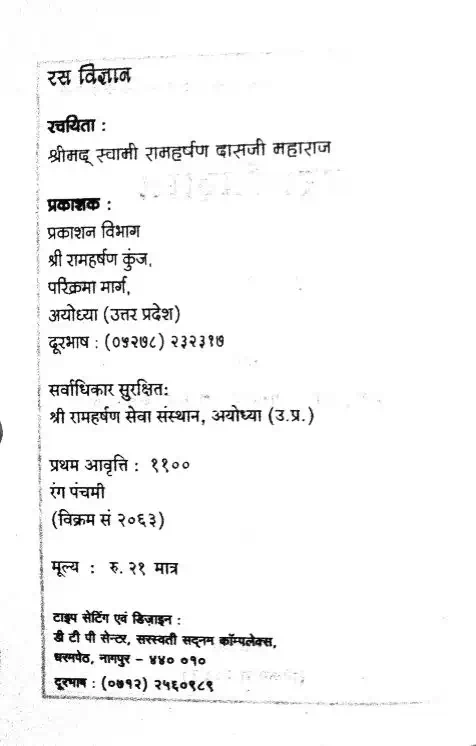 रस विज्ञान
रचयिता :
श्रीमद् स्वामी रामहर्षण दासजी महाराज
प्रकाशक :
प्रकाशन विभाग
श्री रामहर्षण कुंज,
परिक्रमा मार्ग,
अयोध्या (उत्तर प्रदेश)
दूरभाष : (०५२७८) २३२३१७
सर्वाधिकार सुरक्षित:
श्री रामहर्षण सेवा संस्थान, अयोध्या (उ.प्र.)
प्रथम आवृत्ति : ११००
रंग पंचमी
(विक्रम सं २०६३)
मूल्य : रु. २१ मात्र
टाइप सेटिंग एवं डिज़ाइन :
डी टी पी सेन्टर, सरस्वती सदनम कॉम्पलेक्स,
धरमपेठ, नागपुर - ४४० ०१०
दूरभाष : (०७१२) २५६०९८९